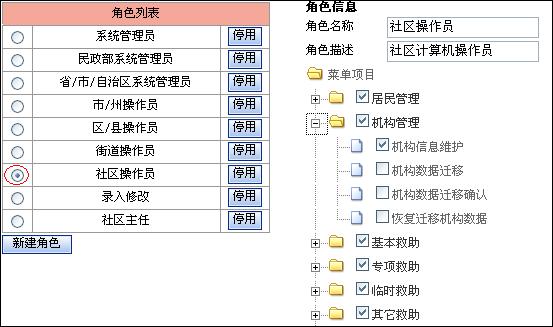 角色列表
系统管理员 停用
民政部系统管理员 停用
省/市/自治区系统管理员 停用
市/州操作员 停用
区/县操作员 停用
街道操作员 停用
社区操作员 停用
录入修改 停用
社区主任 停用
新建角色
角色信息
角色名称 社区操作员
角色描述 社区计算机操作员
菜单项目
居民管理
机构管理
机构信息维护
机构数据迁移
机构数据迁移确认
恢复迁移机构数据
基本救助
专项救助
临时救助
其它救助